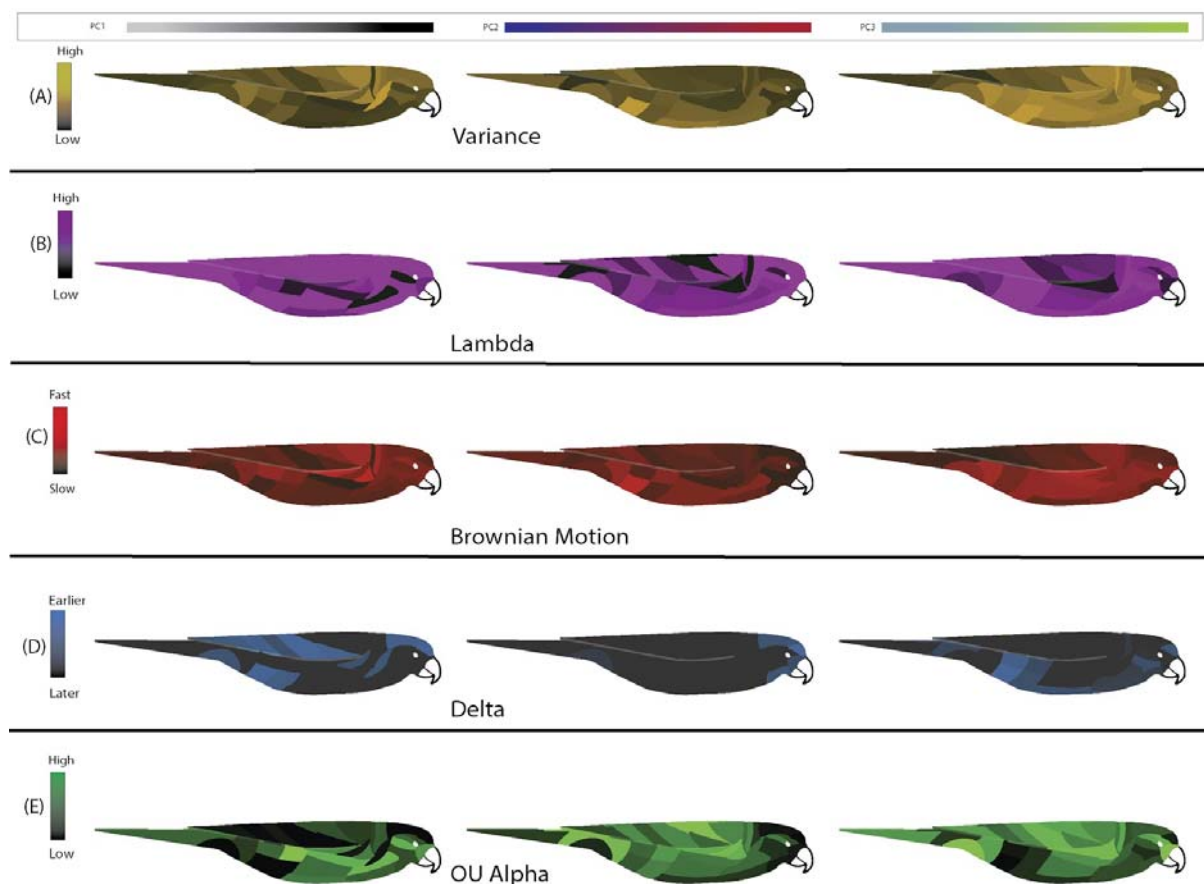 PC1 PC2 PC3
High
(A)
Low
Variance
High
(B)
Low
Lambda
Fast
(C)
Slow
Brownian Motion
Earlier
(D)
Later
Delta
High
(E)
Low
OU Alpha